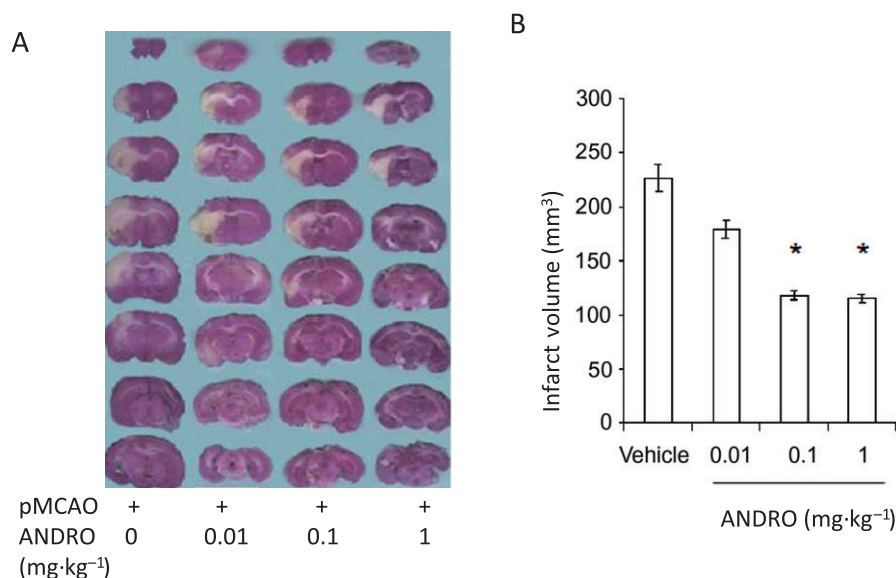 A
pMCAO + + + +
ANDRO 0 0.01 0.1 1
(mg·kg⁻¹)
B
Infarct volume (mm³)
300
250
200
150
100
50
0
* *
Vehicle 0.01 0.1 1
ANDRO (mg·kg⁻¹)